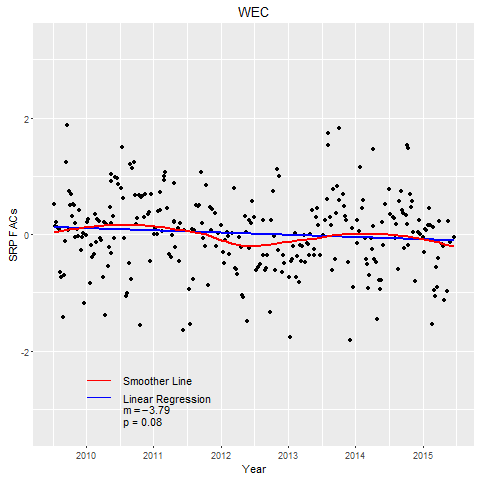 WEC
SRP FACs
2
0
-2
Smoother Line
Linear Regression
m = −3.79
p = 0.08
2010 2011 2012 2013 2014 2015
Year